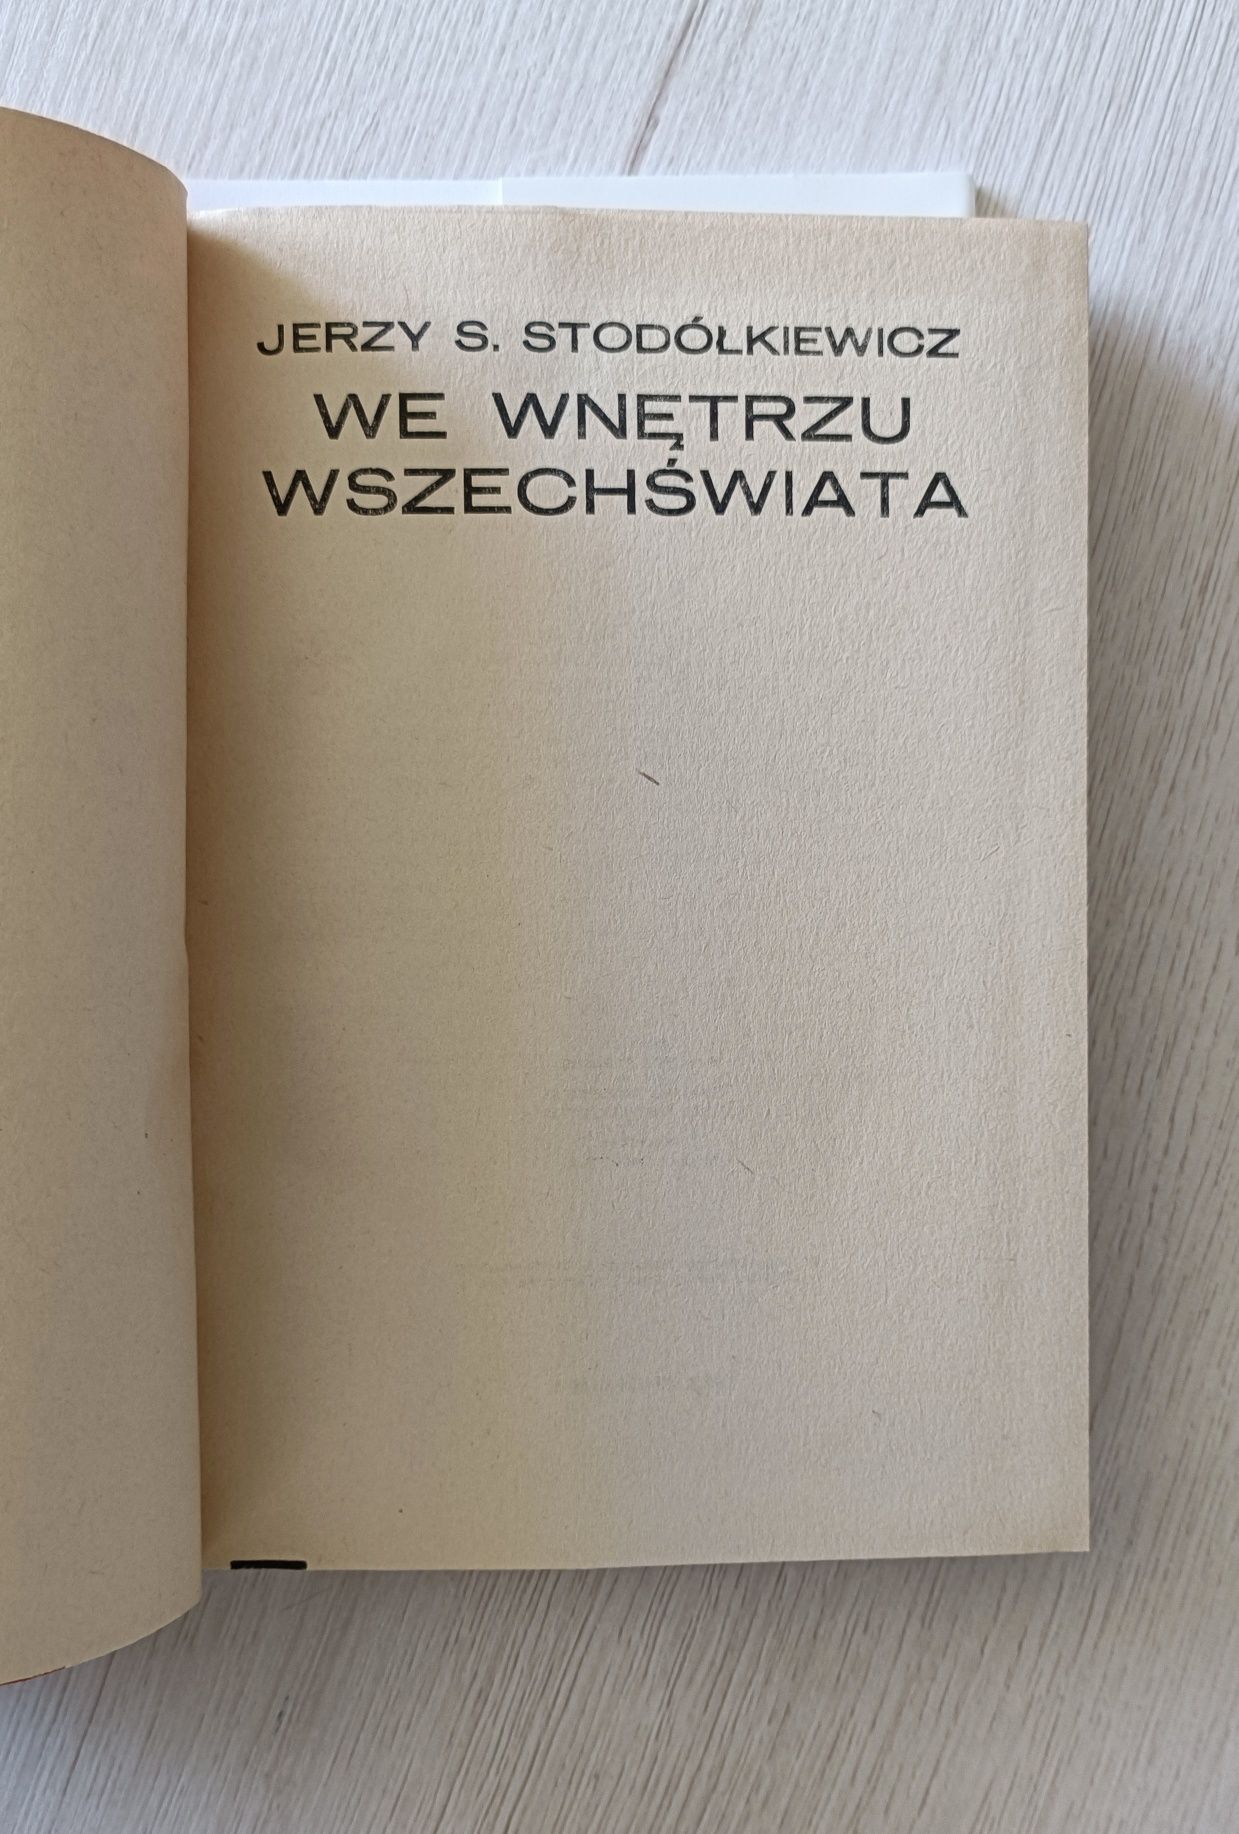 JERZY S. STODÓŁKIEWICZ
WE WNĘTRZU
WSZECHŚWIATA